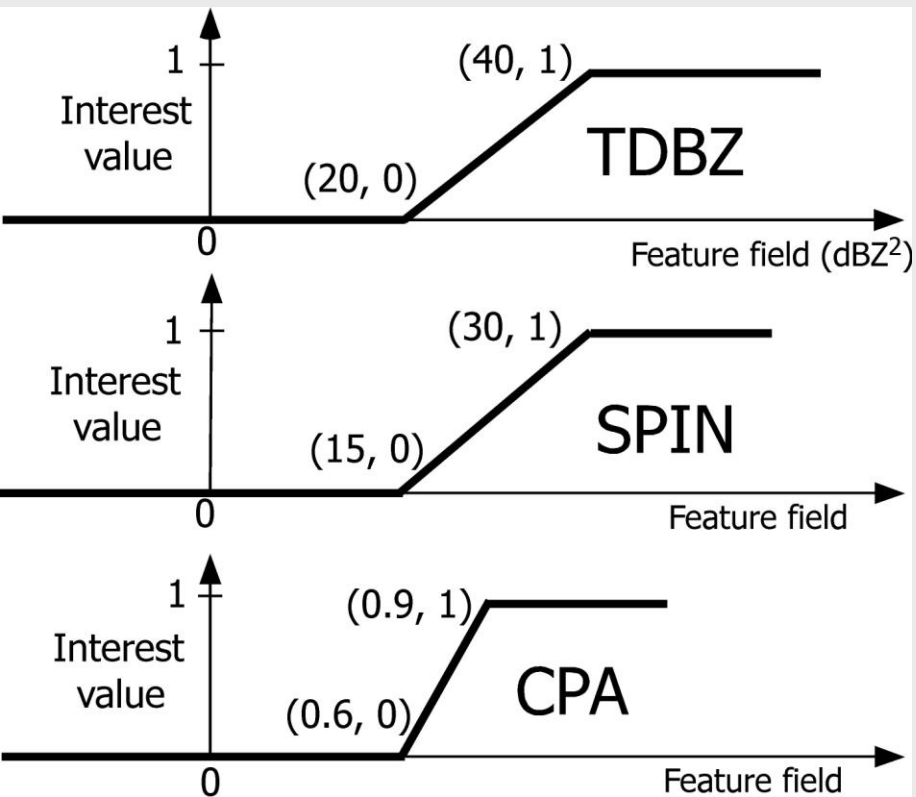 1
(40, 1)
Interest
value
TDBZ
(20, 0)
0
Feature field (dBZ²)
1
(30, 1)
Interest
value
SPIN
(15, 0)
0
Feature field
1
(0.9, 1)
Interest
value
CPA
(0.6, 0)
0
Feature field